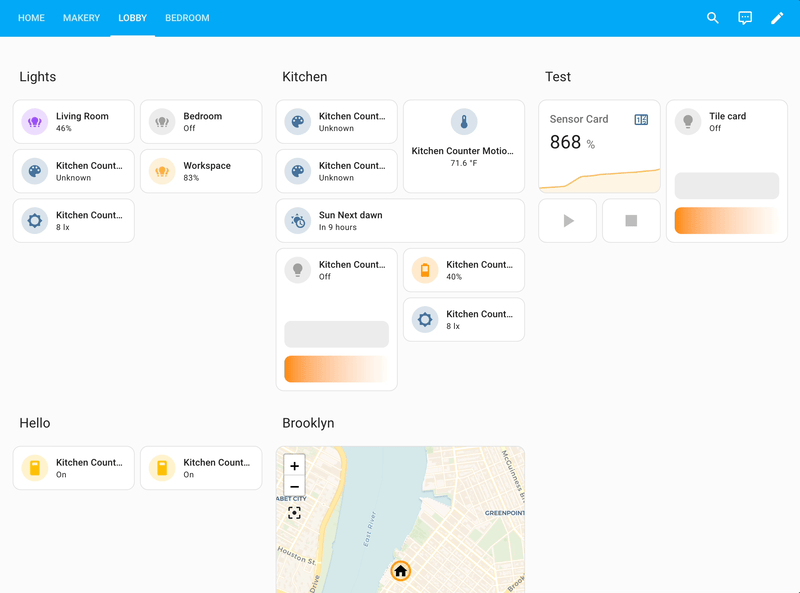 HOME MAKERY LOBBY BEDROOM
Lights
Living Room
46%
Bedroom
Off
Kitchen Count...
Unknown
Workspace
83%
Kitchen Count...
8 lx
Kitchen
Kitchen Count...
Unknown
Kitchen Counter Motio...
71.6 °F
Kitchen Count...
Unknown
Sun Next dawn
In 9 hours
Kitchen Count...
Off
Kitchen Count...
40%
Kitchen Count...
8 lx
Test
Sensor Card
868 %
Tile card
Off
Hello
Kitchen Count...
On
Kitchen Count...
On
Brooklyn
+
−
ABET CITY
East River
Houston St.
Drive
McGuinness B
GREENPOINT
Brook